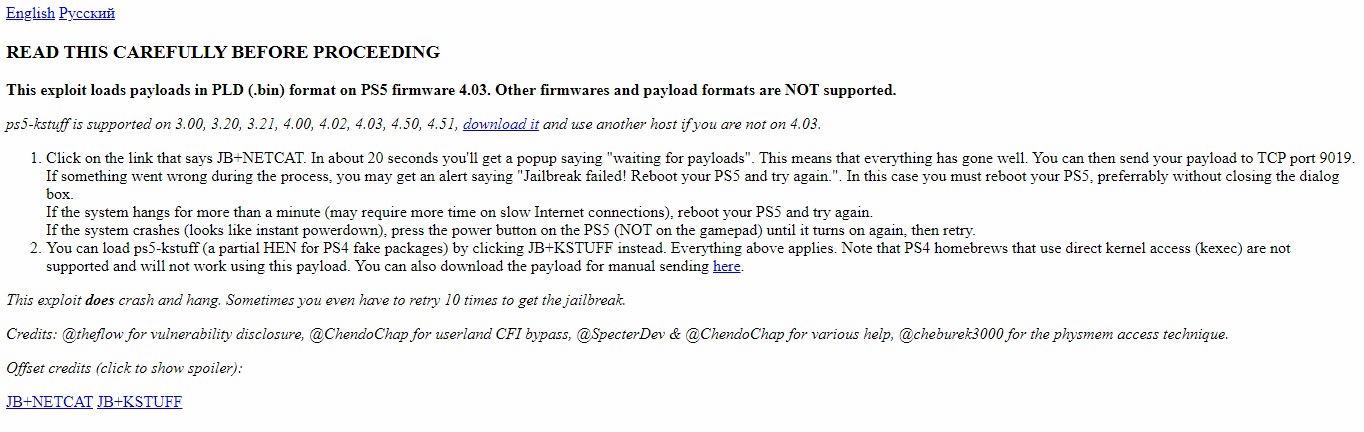 English Русский
READ THIS CAREFULLY BEFORE PROCEEDING
This exploit loads payloads in PLD (.bin) format on PS5 firmware 4.03. Other firmwares and payload formats are NOT supported.
ps5-kstuff is supported on 3.00, 3.20, 3.21, 4.00, 4.02, 4.03, 4.50, 4.51, download it and use another host if you are not on 4.03.
1. Click on the link that says JB+NETCAT. In about 20 seconds you'll get a popup saying "waiting for payloads". This means that everything has gone well. You can then send your payload to TCP port 9019.
If something went wrong during the process, you may get an alert saying "Jailbreak failed! Reboot your PS5 and try again.". In this case you must reboot your PS5, preferrably without closing the dialog
box.
If the system hangs for more than a minute (may require more time on slow Internet connections), reboot your PS5 and try again.
If the system crashes (looks like instant powerdown), press the power button on the PS5 (NOT on the gamepad) until it turns on again, then retry.
2. You can load ps5-kstuff (a partial HEN for PS4 fake packages) by clicking JB+KSTUFF instead. Everything above applies. Note that PS4 homebrews that use direct kernel access (kexec) are not
supported and will not work using this payload. You can also download the payload for manual sending here.
This exploit does crash and hang. Sometimes you even have to retry 10 times to get the jailbreak.
Credits: @theflow for vulnerability disclosure, @ChendoChap for userland CFI bypass, @SpecterDev & @ChendoChap for various help, @cheburek3000 for the physmem access technique.
Offset credits (click to show spoiler):
JB+NETCAT JB+KSTUFF